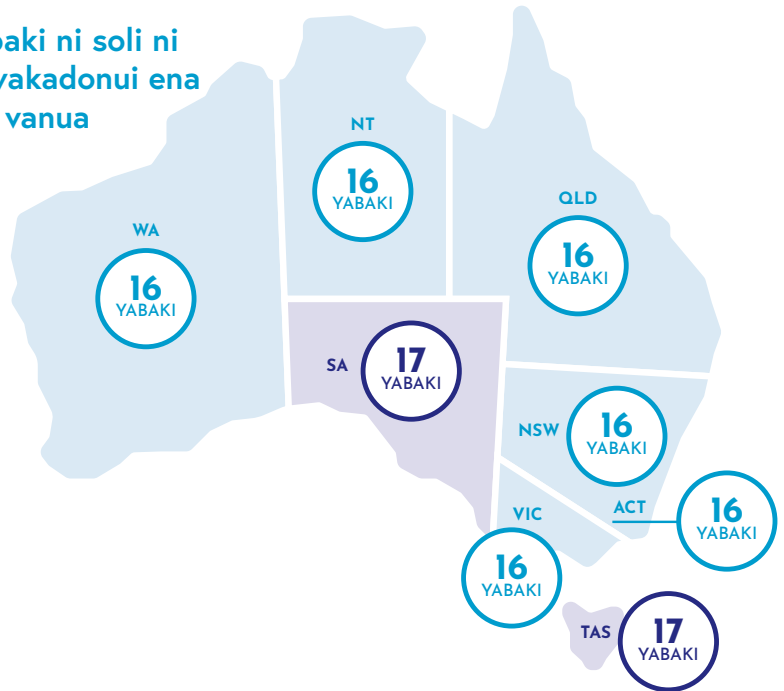 ni soli ni
vakadonui ena
vanua
NT
16
YABAKI
QLD
16
YABAKI
WA
16
YABAKI
SA
17
YABAKI
NSW
16
YABAKI
ACT
16
YABAKI
VIC
16
YABAKI
TAS
17
YABAKI